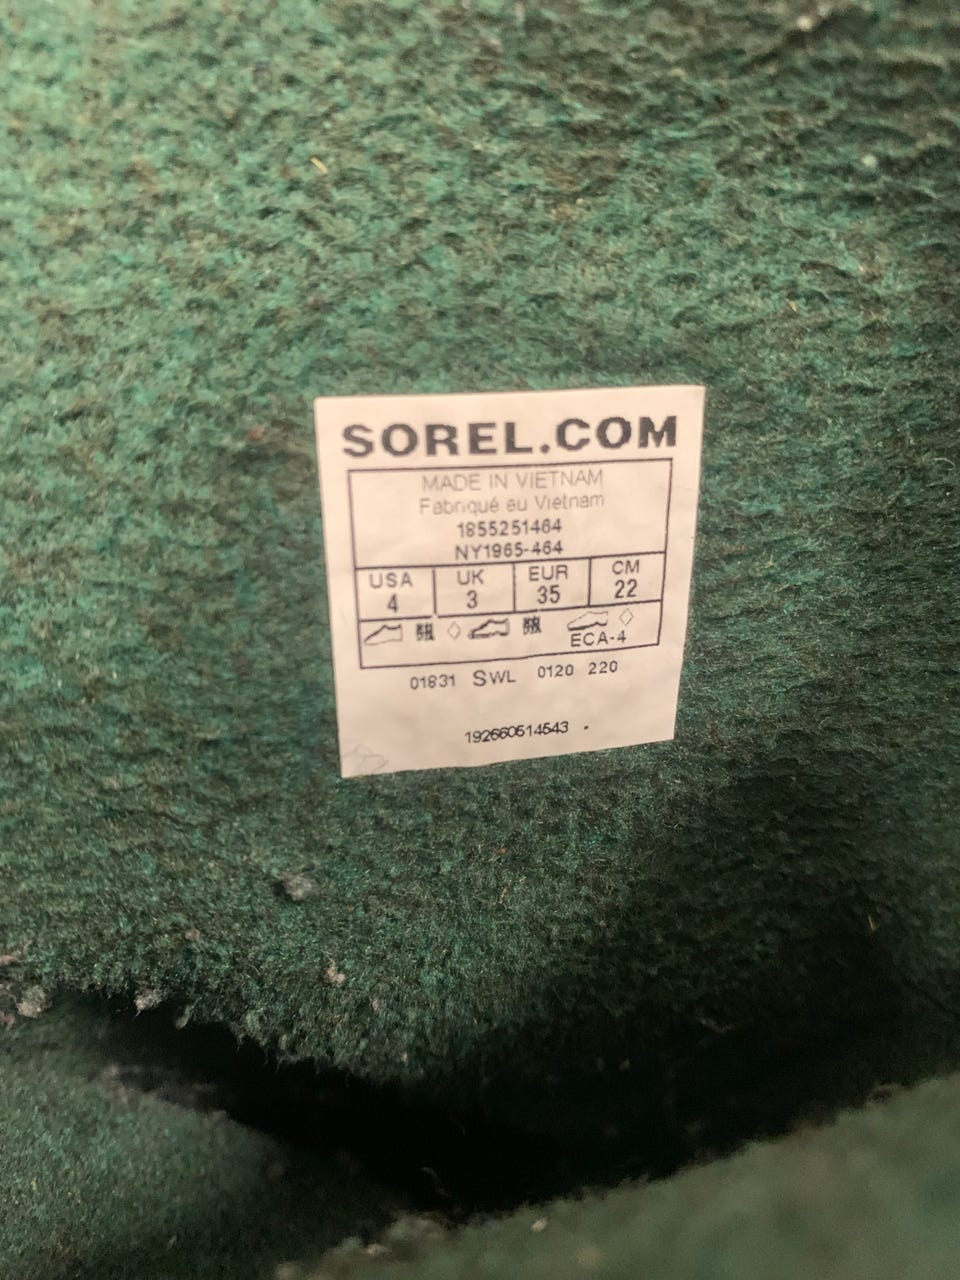 SOREL.COM
MADE IN VIETNAM
Fabriqué au Vietnam
1855251464
NY1965-464
USA UK EUR CM
4 3 35 22
ECA-4
01831 SWL 0120 220
192660514543